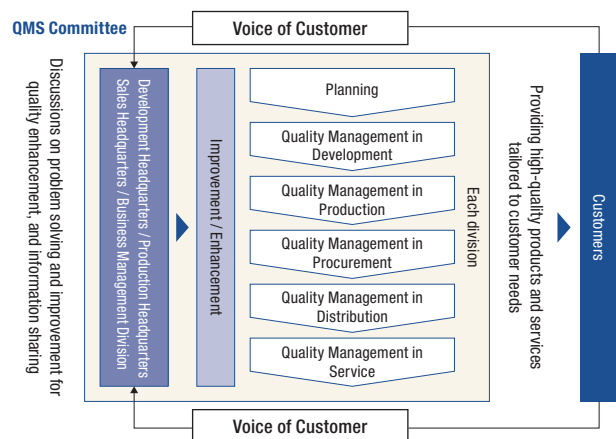 QMS Committee
Voice of Customer
Discussions on problem solving and improvement for
quality enhancement, and information sharing
Development Headquarters / Production Headquarters
Sales Headquarters / Business Management Division
Improvement / Enhancement
Planning
Quality Management in
Development
Quality Management in
Production
Quality Management in
Procurement
Quality Management in
Distribution
Quality Management in
Service
Each division
Providing high-quality products and services
tailored to customer needs
Customers
Voice of Customer